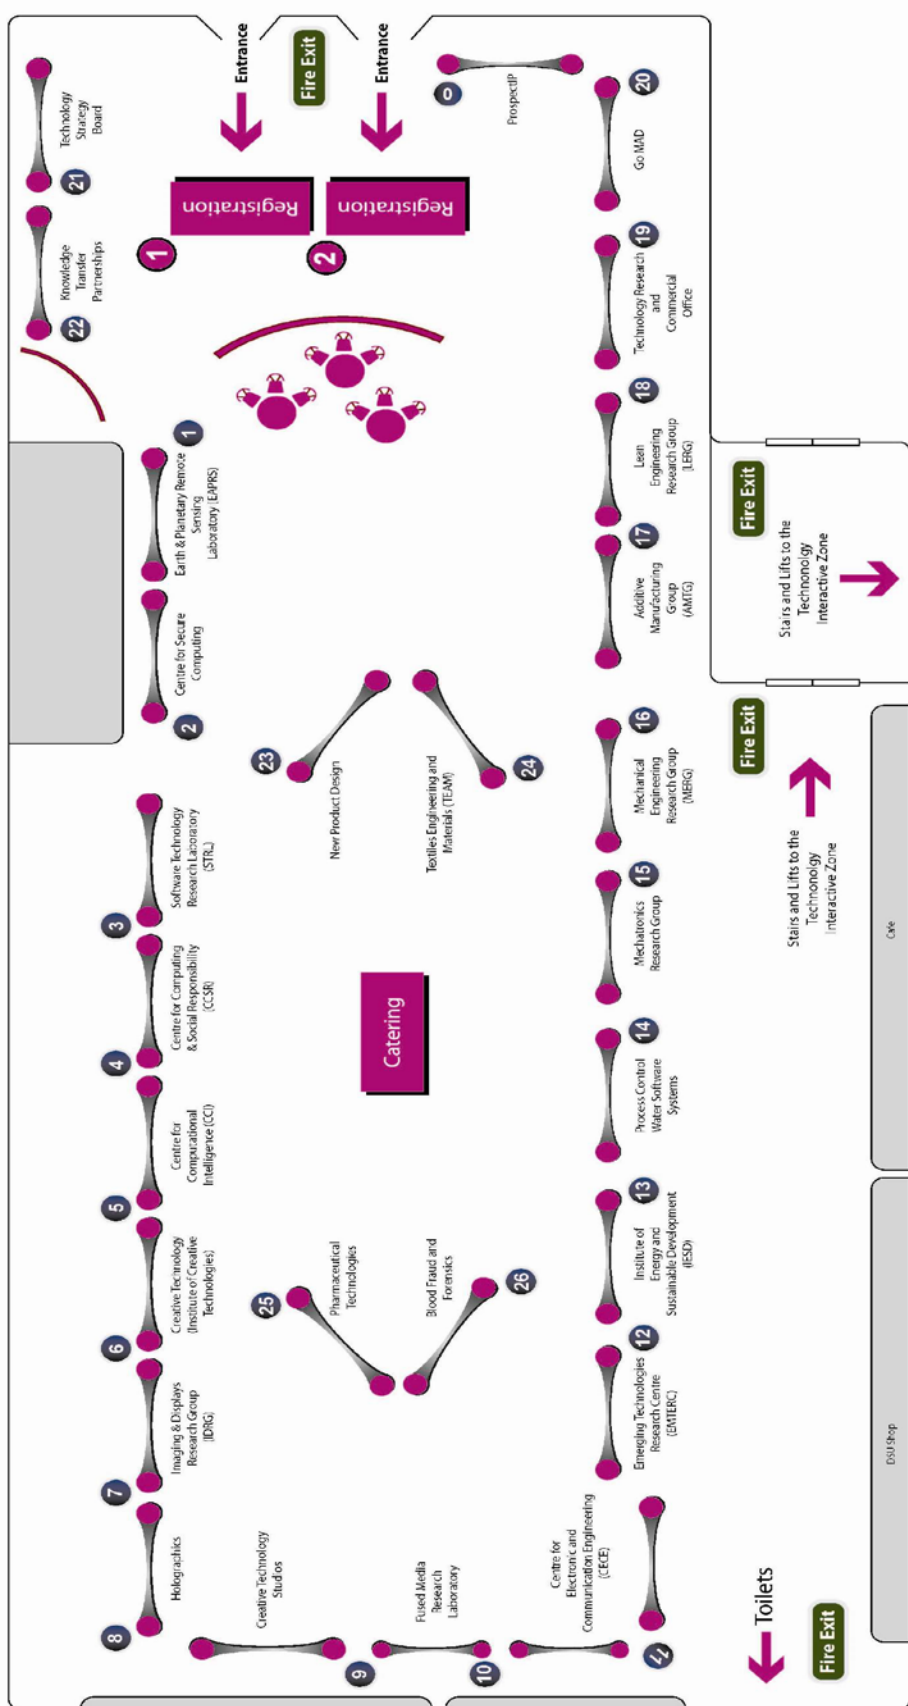 Entrance
Fire Exit
Entrance
Registration
1
Registration
2
0
ProspectIP
20
Go MAD
21
Technology
Strategy
Board
22
Knowledge
Transfer
Partnerships
19
Technology Research
and
Commercial
Office
18
Lean
Engineering
Research Group
(LERG)
17
Additive
Manufacturing
Group
(AMTG)
1
Earth & Planetary Remote
Sensing
Laboratory (EAPRS)
2
Centre for Secure
Computing
3
Software Technology
Research Laboratory
(STRL)
4
Centre for Computing
& Social Responsibility
(CCSR)
5
Centre for
Computational
Intelligence (CCI)
6
Creative Technology
(Institute of Creative
Technologies)
7
Imaging & Displays
Research Group
(IDRG)
8
Holographics
Creative Technology
Studios
9
Fused Media
Research
Laboratory
10
Centre for
Electronic and
Communication Engineering
(CECE)
12
Emerging Technologies
Research Centre
(EMTERC)
13
Institute of
Energy and
Sustainable Development
(IESD)
14
Process Control
Water Software
Systems
15
Mechatronics
Research Group
16
Mechanical
Engineering
Research Group
(MERG)
23
New Product Design
24
Textiles Engineering and
Materials (TEAM)
Catering
25
Pharmaceutical
Technologies
26
Blood Fraud and
Forensics
Fire Exit
Stairs and Lifts to the
Technonolgy
Interactive Zone
Fire Exit
Stairs and Lifts to the
Technonolgy
Interactive Zone
Cafe
DSU Shop
Toilets
Fire Exit